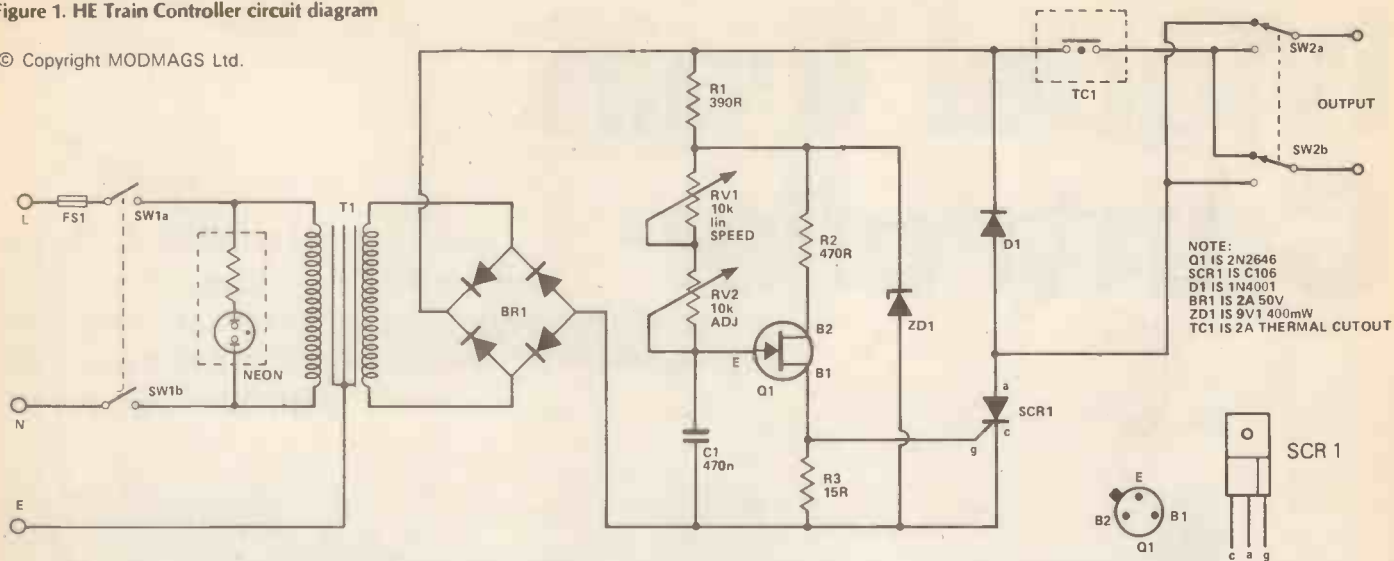 Figure 1. HE Train Controller circuit diagram
© Copyright MODMAGS Ltd.
L
FS1
SW1a
NEON
N
SW1b
E
T1
BR1
R1
390R
RV1
10k
lin
SPEED
RV2
10k
ADJ
C1
470n
R2
470R
E
B2
B1
Q1
R3
15R
ZD1
D1
a
SCR1
c
g
TC1
SW2a
OUTPUT
SW2b
NOTE:
Q1 IS 2N2646
SCR1 IS C106
D1 IS 1N4001
BR1 IS 2A 50V
ZD1 IS 9V1 400mW
TC1 IS 2A THERMAL CUTOUT
E
B2
B1
Q1
SCR 1
c a g